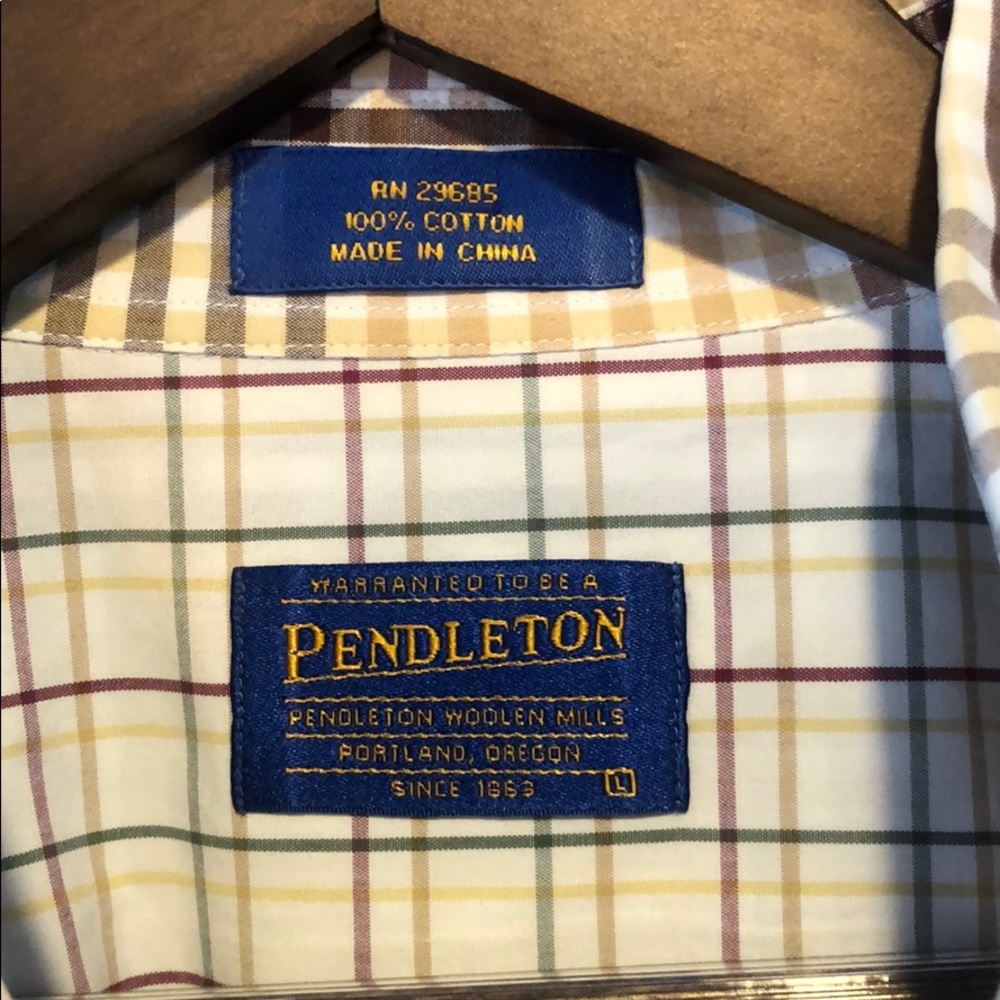 RN 29685
100% COTTON
MADE IN CHINA
WARRANTED TO BE A
PENDLETON
PENDLETON WOOLEN MILLS
PORTLAND, OREGON
SINCE 1863
L